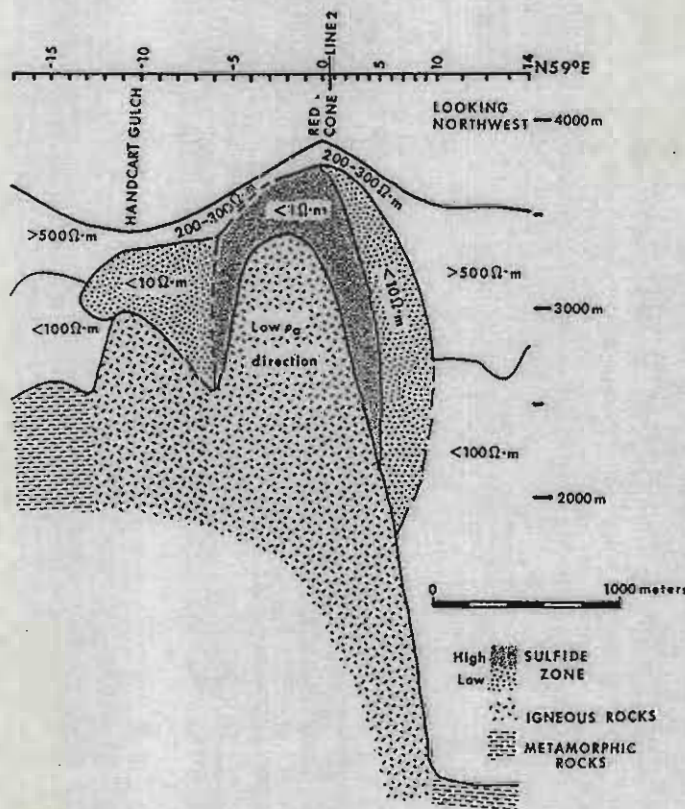 -15 -10 -5 0 5 10 14 N59°E
LINE 2
HANDCART GULCH
RED CONE
LOOKING
NORTHWEST
4000m
200-300Ω·m
200-300Ω·m
<1Ω·m
>500Ω·m
<10Ω·m
<10Ω·m
>500Ω·m
3000m
<100Ω·m
Low ρa
direction
<100Ω·m
2000m
0 1000 meters
High
Low
SULFIDE
ZONE
IGNEOUS ROCKS
METAMORPHIC
ROCKS